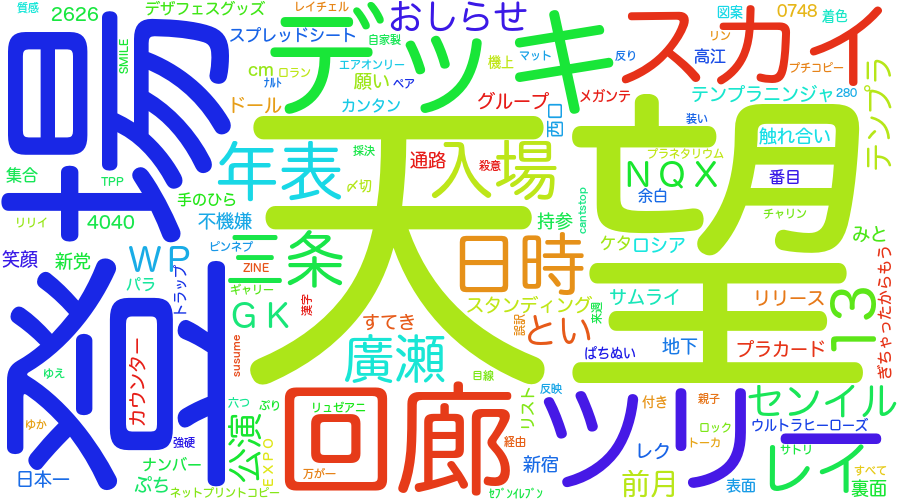 質感
2626
デザフェスグッズ
レイチェル
おしらせ
図案
0748
着色
スプレッドシート
自家製
デッキ
スカイ
リン
高江
プチコピー
SMILE
登場
cm
ロラン
エアオンリー
願い
ﾅﾙﾄ
ペア
機上
マット
反り
ドール
カンタン
グループ
メガンテ
テンプラニンジャ
280
テンプラ
西口
装い
触れ合い
天望
採決
通路
入場
殺意
プラネタリウム
年表
集合
TPP
〆切
NQX
番目
余白
手のひら
cantstop
リリイ
4040
不機嫌
持参
チャリン
笑顔
新党
WP
ピンネブ
三条
日時
ケタ
ロシア
みと
ZINE
パラ
トラップ
ギャリー
漢字
スタンディング
サムライ
リリース
ぎちゃったからもう
GK
来週
誤訳
とい
すてき
13
カウンター
susume
廣瀬
ぱちぬい
地下
プラカード
ゆえ
目線
反映
六つ
ぷり
リュゼアニ
回廊
リスト
ツリー
付き
親子
センイル
ゆか
強硬
公演
経由
ロック
ウルトラヒーローズ
日本一
ナンバー
EXPO
万が一
新宿
レク
トーカ
サトリ
レイ
すべて
ぷち
ネットプリントコピー
ｾﾌﾞﾝｲﾚﾌﾞﾝ
前月
表面
裏面